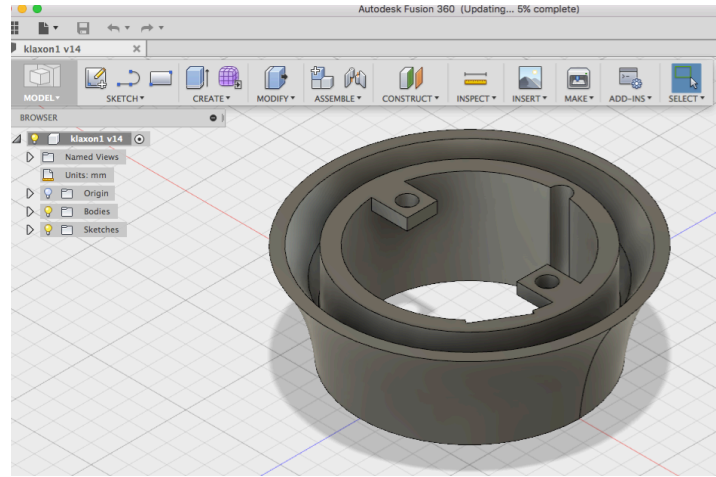 Autodesk Fusion 360 (Updating... 5% complete)
klaxon1 v14
MODEL SKETCH CREATE MODIFY ASSEMBLE CONSTRUCT INSPECT INSERT MAKE ADD-INS SELECT
BROWSER
klaxon1 v14
Named Views
Units: mm
Origin
Bodies
Sketches